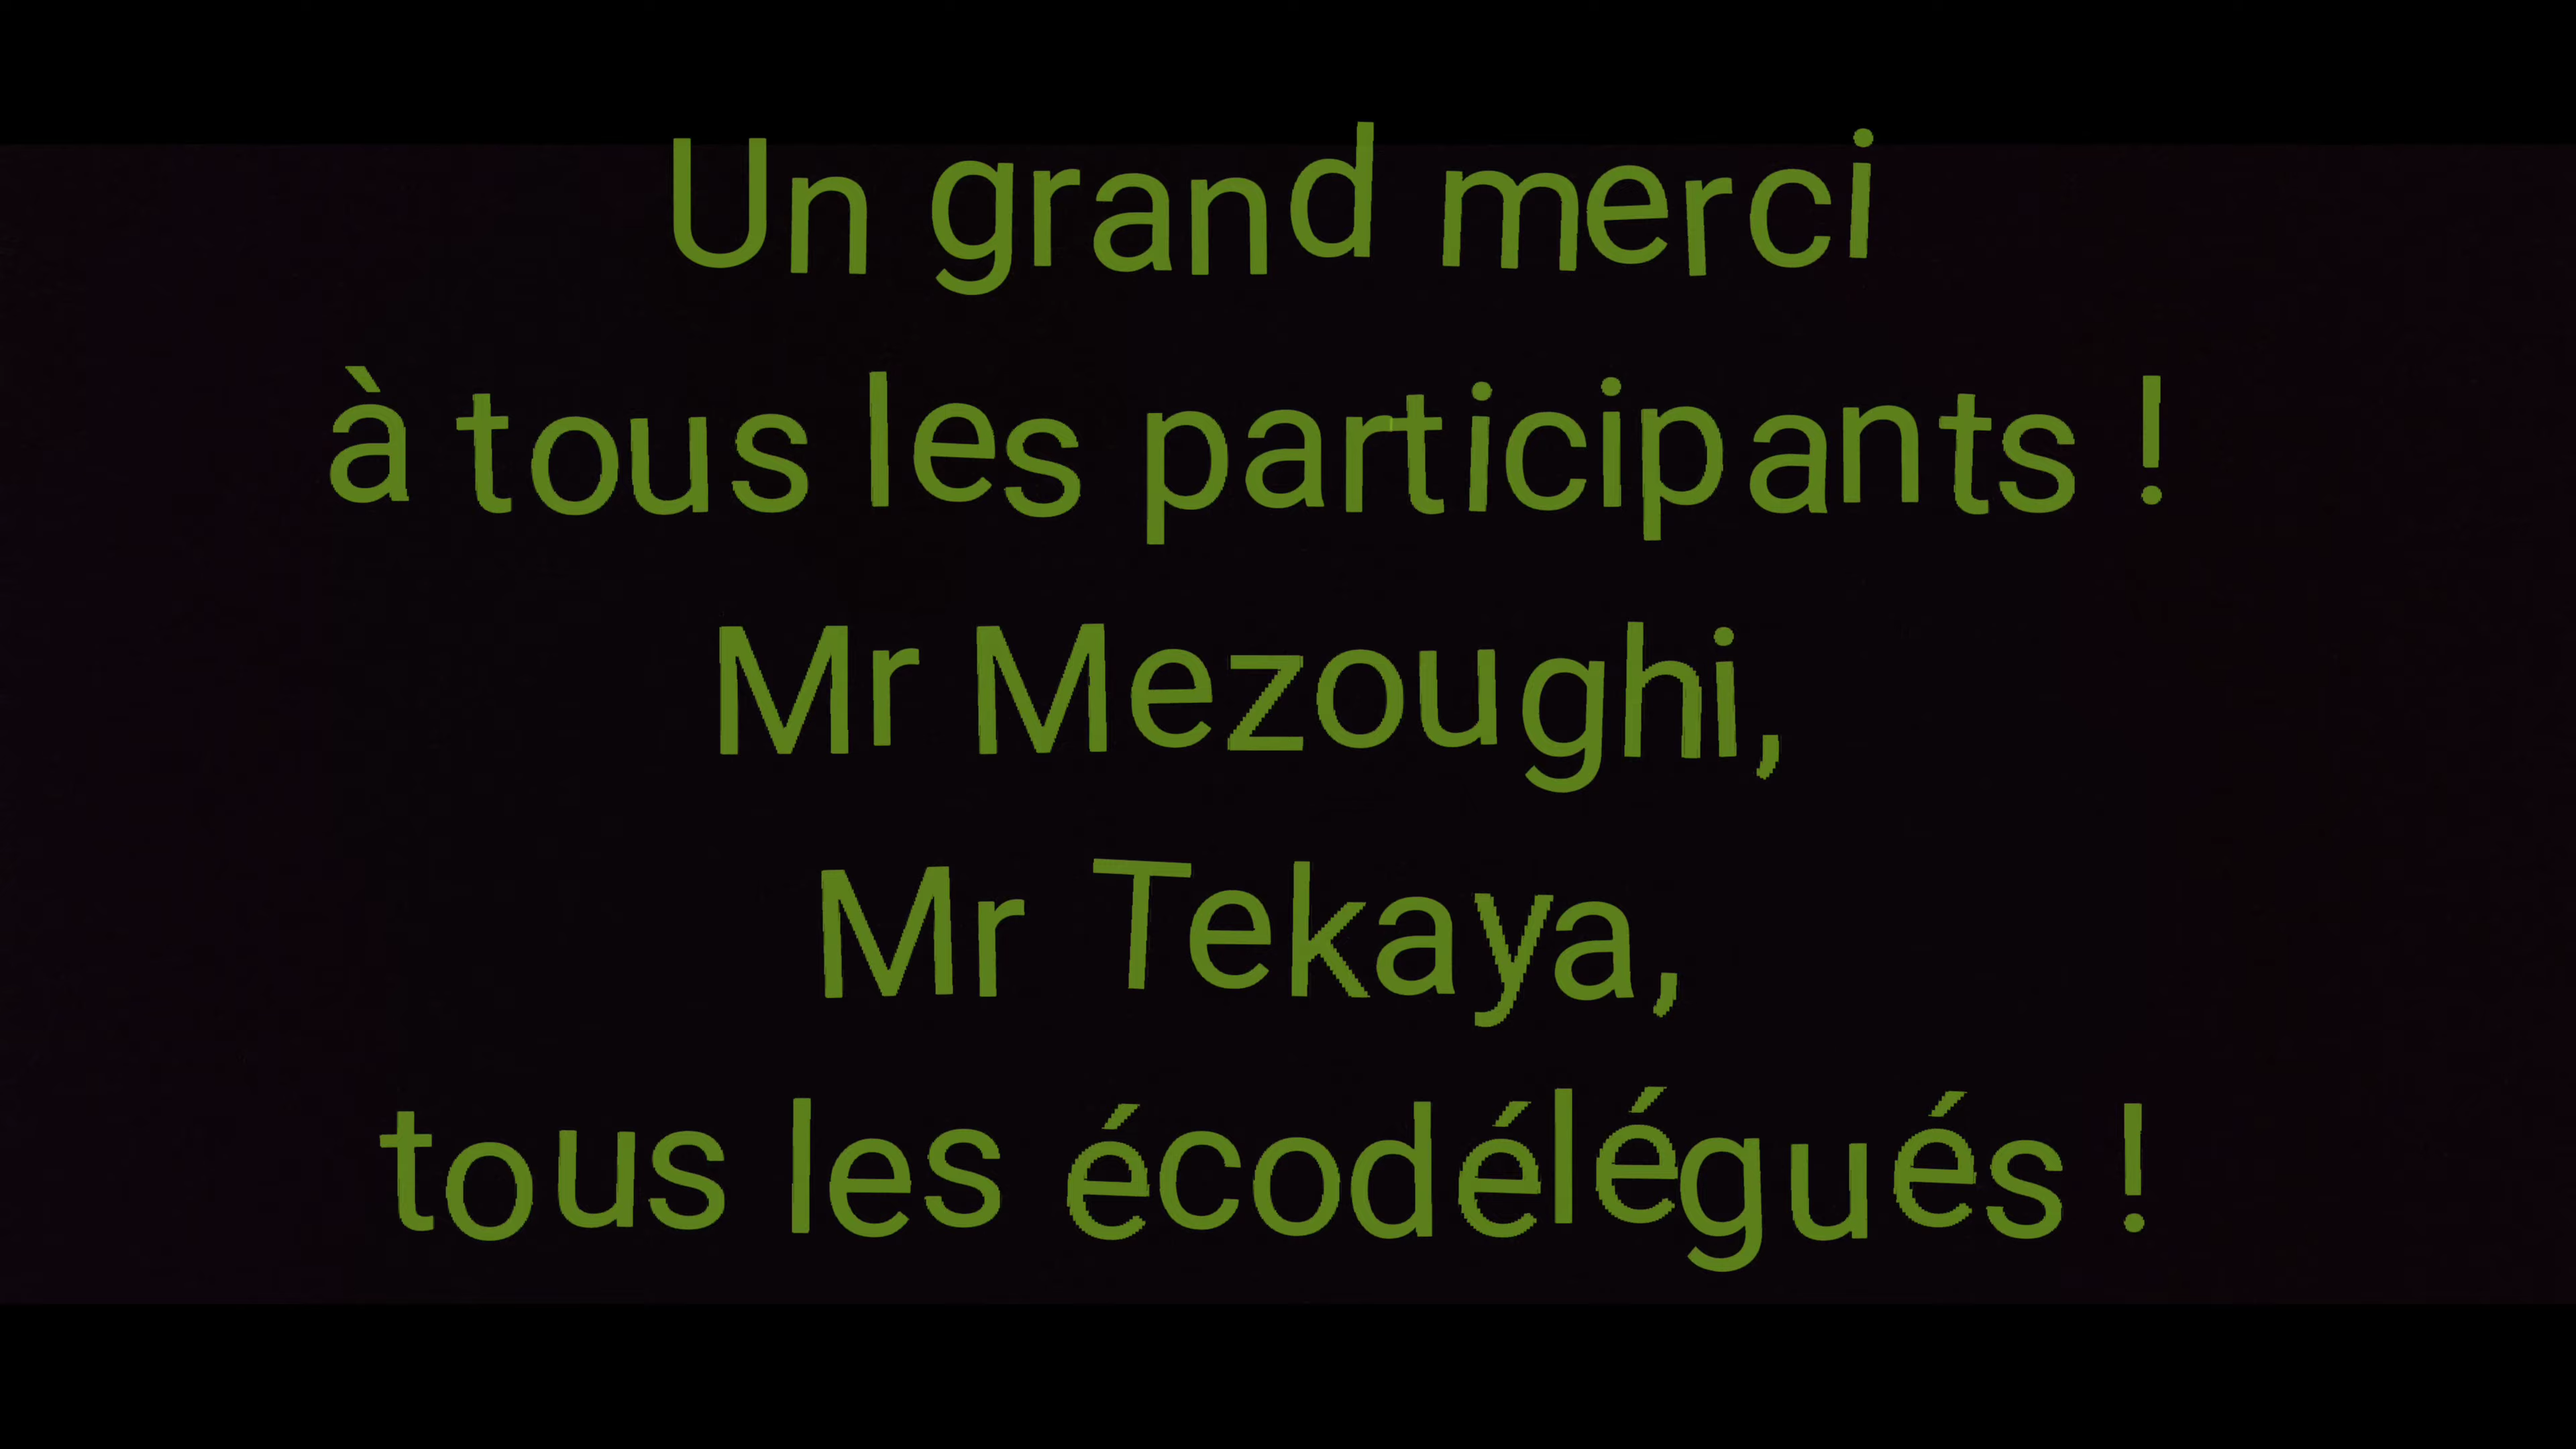 Un grand merci
à tous les participants !
Mr Mezoughi,
Mr Tekaya,
tous les écodélégués !